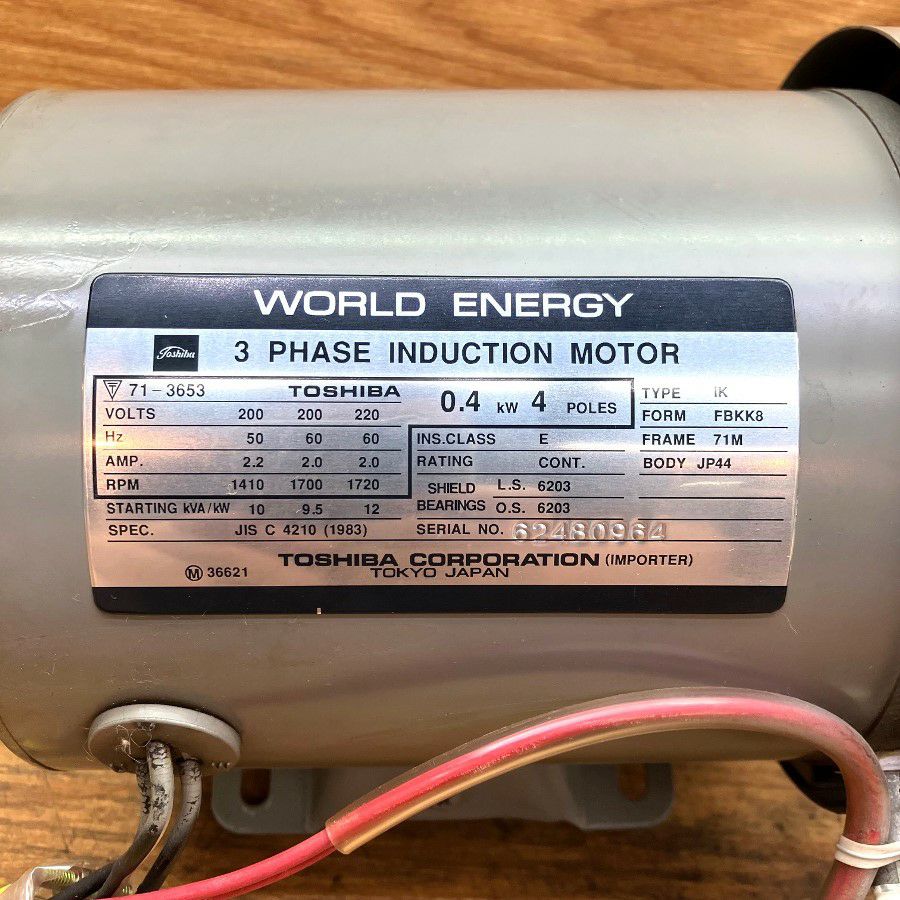 WORLD ENERGY
Toshiba 3 PHASE INDUCTION MOTOR
T 71-3653 TOSHIBA 0.4 kW 4 POLES TYPE IK
VOLTS 200 200 220 FORM FBKK8
Hz 50 60 60 INS.CLASS E FRAME 71M
AMP. 2.2 2.0 2.0 RATING CONT. BODY JP44
RPM 1410 1700 1720 SHIELD BEARINGS L.S. 6203
STARTING kVA/kW 10 9.5 12 O.S. 6203
SPEC. JIS C 4210 (1983) SERIAL NO. 62480964
TOSHIBA CORPORATION (IMPORTER)
M 36621 TOKYO JAPAN